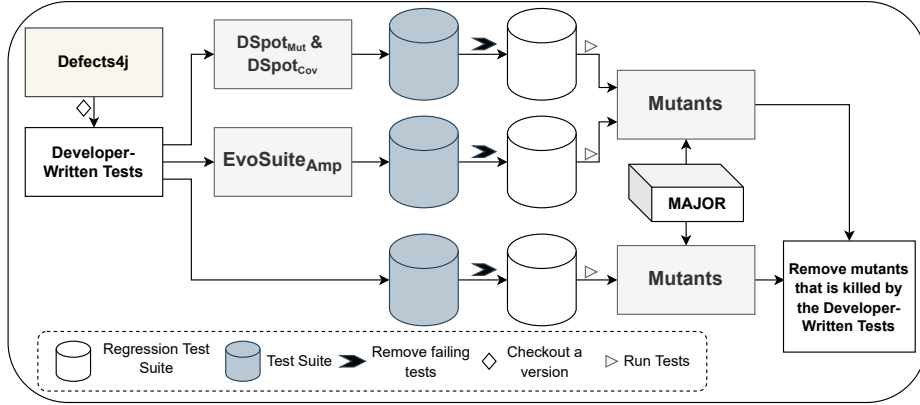 Defects4j
DSpotMut &
DSpotCov
Developer-
Written Tests
EvoSuiteAmp
Mutants
MAJOR
Mutants
Remove mutants
that is killed by
the Developer-
Written Tests
Regression Test
Suite
Test Suite
Remove failing
tests
Checkout a
version
Run Tests